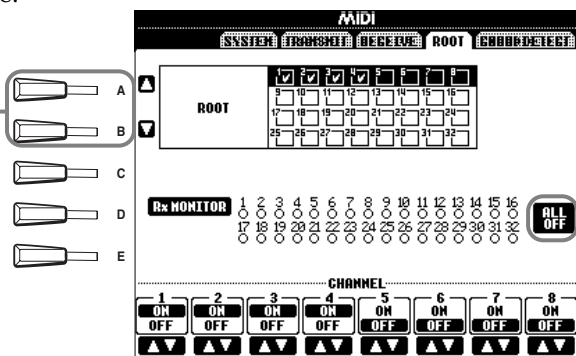 MIDI
SYSTEM TRANSMIT RECEIVE ROOT CHORD DETECT
A
B
C
D
E
ROOT
1 2 3 4 5 6 7 8
9 10 11 12 13 14 15 16
17 18 19 20 21 22 23 24
25 26 27 28 29 30 31 32
Rx MONITOR 1 2 3 4 5 6 7 8 9 10 11 12 13 14 15 16
17 18 19 20 21 22 23 24 25 26 27 28 29 30 31 32
ALL OFF
CHANNEL
1 2 3 4 5 6 7 8
ON ON ON ON ON ON ON ON
OFF OFF OFF OFF OFF OFF OFF OFF